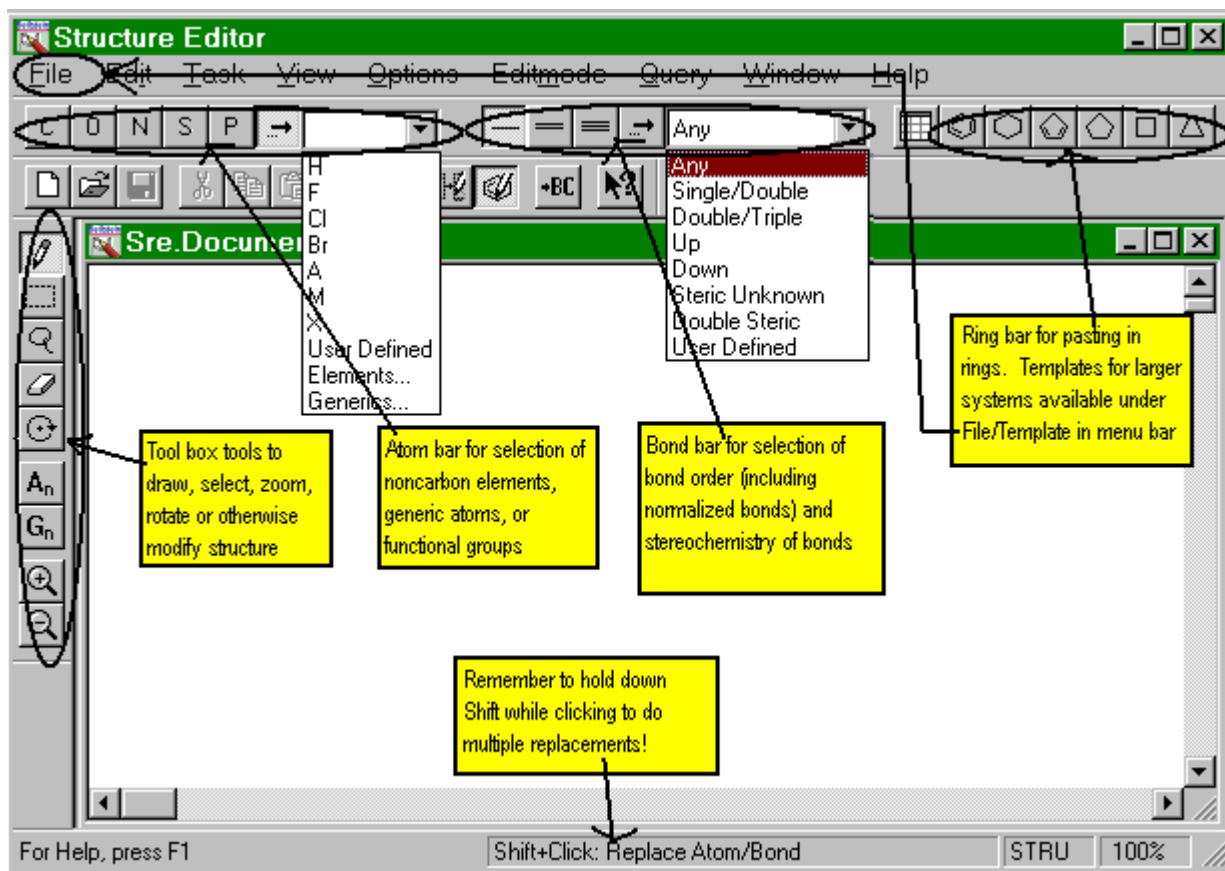 Structure Editor
File Edit Task View Options Editmode Query Window Help
C O N S P Any
H
F
Cl
Br
A
M
X
User Defined
Elements...
Generics...
Any
Single/Double
Double/Triple
Up
Down
Steric Unknown
Double Steric
User Defined
→BC
Sre.Documen
An
Gn
Tool box tools to
draw, select, zoom,
rotate or otherwise
modify structure
Atom bar for selection of
noncarbon elements,
generic atoms, or
functional groups
Bond bar for selection of
bond order (including
normalized bonds) and
stereochemistry of bonds
Ring bar for pasting in
rings. Templates for larger
systems available under
File/Template in menu bar
Remember to hold down
Shift while clicking to do
multiple replacements!
For Help, press F1 Shift+Click: Replace Atom/Bond STRU 100%